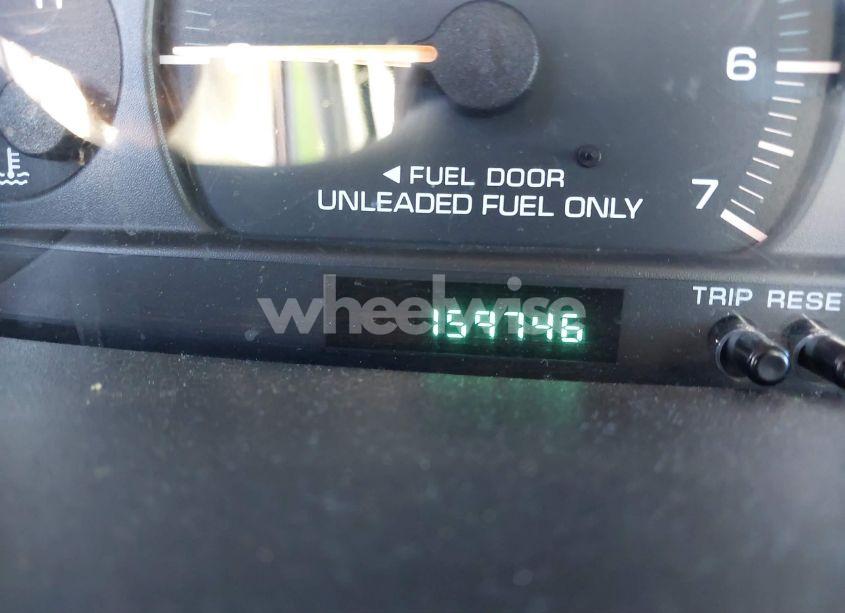 6
◄ FUEL DOOR
UNLEADED FUEL ONLY
7
TRIP RESE
wheelwise
159746